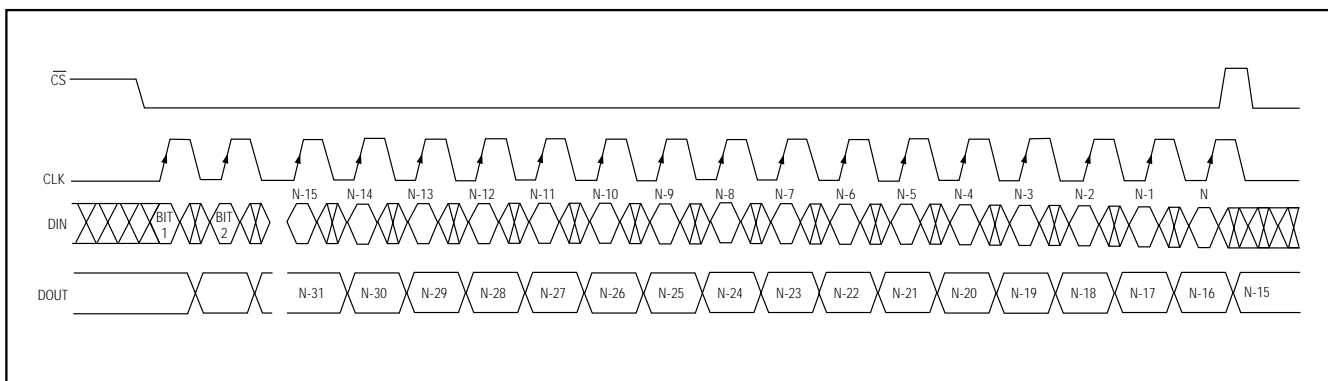 CS
CLK
N-15 N-14 N-13 N-12 N-11 N-10 N-9 N-8 N-7 N-6 N-5 N-4 N-3 N-2 N-1 N
DIN BIT 1 BIT 2
DOUT N-31 N-30 N-29 N-28 N-27 N-26 N-25 N-24 N-23 N-22 N-21 N-20 N-19 N-18 N-17 N-16 N-15